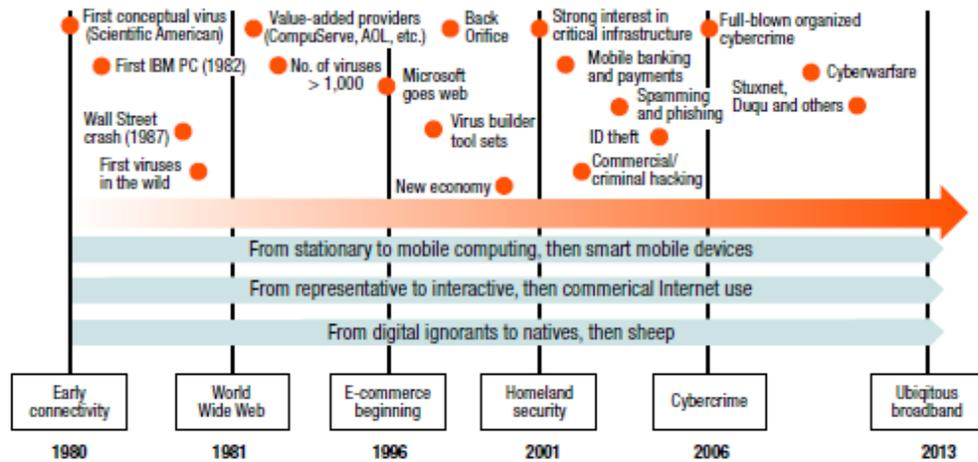 First conceptual virus
(Scientific American)
First IBM PC (1982)
Wall Street
crash (1987)
First viruses
in the wild
Value-added providers
(CompuServe, AOL, etc.)
No. of viruses
> 1,000
Microsoft
goes web
Back
Orifice
Virus builder
tool sets
New economy
Strong interest in
critical infrastructure
Mobile banking
and payments
Spamming
and phishing
ID theft
Commercial/
criminal hacking
Full-blown organized
cybercrime
Cyberwarfare
Stuxnet,
Duqu and others
From stationary to mobile computing, then smart mobile devices
From representative to interactive, then commerical Internet use
From digital ignorants to natives, then sheep
Early
connectivity
World
Wide Web
E-commerce
beginning
Homeland
security
Cybercrime
Ubiqitous
broadband
1980
1981
1996
2001
2006
2013